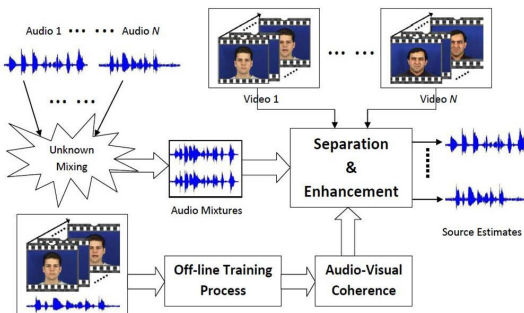 Audio 1 ... ... Audio N
Video 1 ... ... Video N
... ...
Unknown
Mixing
Audio Mixtures
Separation
&
Enhancement
Source Estimates
Off-line Training
Process
Audio-Visual
Coherence